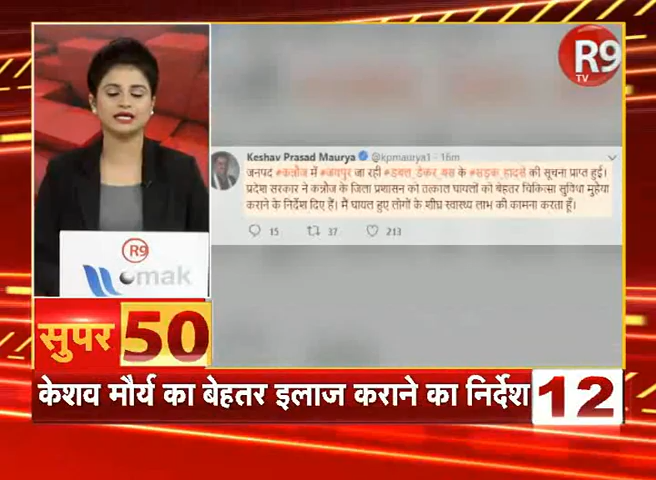 R9
TV
Keshav Prasad Maurya @kpmaurya1 - 16m
जनपद #कन्नौज में #जयपुर जा रही #डबल_डेकर_बस के #सड़क_हादसे की सूचना प्राप्त हुई।
प्रदेश सरकार ने कन्नौज के जिला प्रशासन को तत्काल घायलों को बेहतर चिकित्सा सुविधा मुहैया
कराने के निर्देश दिए हैं। मैं घायल हुए लोगों के शीघ्र स्वास्थ्य लाभ की कामना करता हूँ।
15 37 213
R9
mak
सुपर 50
केशव मौर्य का बेहतर इलाज कराने का निर्देश 12